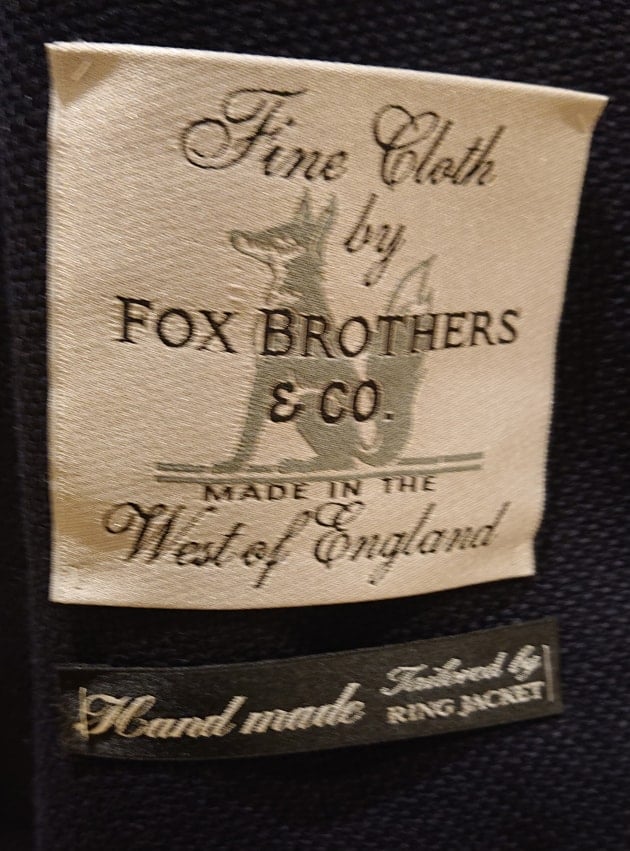 Fine Cloth
by
FOX BROTHERS
& CO.
MADE IN THE
West of England
Hand made
Tailored by
RING JACKET